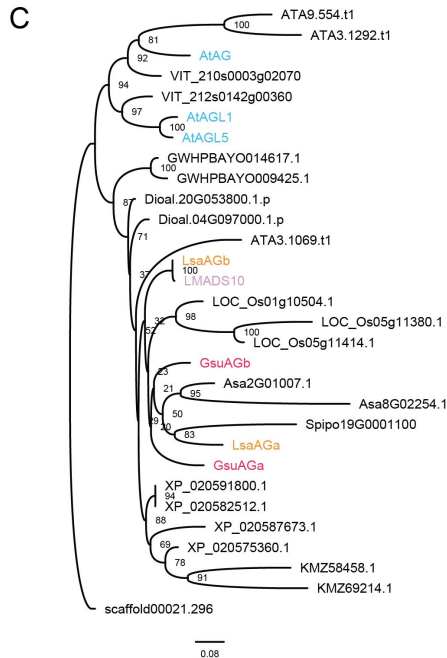 C
ATA9.554.t1
100
ATA3.1292.t1
81
AtAG
92
VIT_210s0003g02070
94
VIT_212s0142g00360
97
AtAGL1
100
AtAGL5
GWHPBAYO014617.1
100
GWHPBAYO009425.1
87
Dioal.20G053800.1.p
Dioal.04G097000.1.p
71
ATA3.1069.t1
37
LsaAGb
100
LMADS10
LOC_Os01g10504.1
98
32
LOC_Os05g11380.1
52
100
LOC_Os05g11414.1
GsuAGb
23
Asa2G01007.1
21
95
Asa8G02254.1
50
29
20
Spipo19G0001100
83
LsaAGa
GsuAGa
XP_020591800.1
94
XP_020582512.1
88
XP_020587673.1
69
XP_020575360.1
78
KMZ58458.1
91
KMZ69214.1
scaffold00021.296
0.08